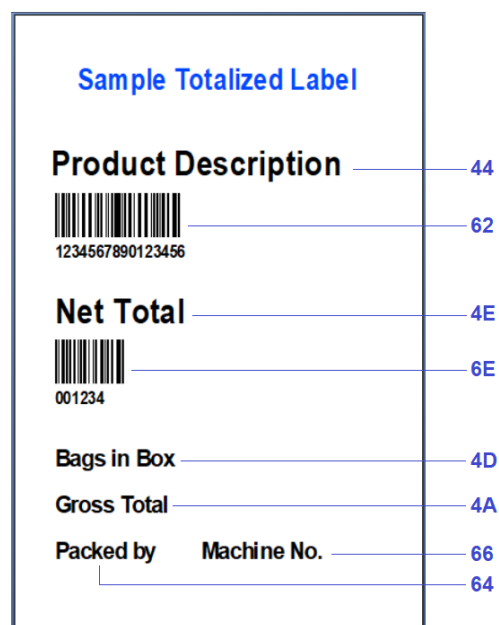 Sample Totalized Label
Product Description 44
62
1234567890123456
Net Total 4E
6E
001234
Bags in Box 4D
Gross Total 4A
Packed by Machine No. 66
64